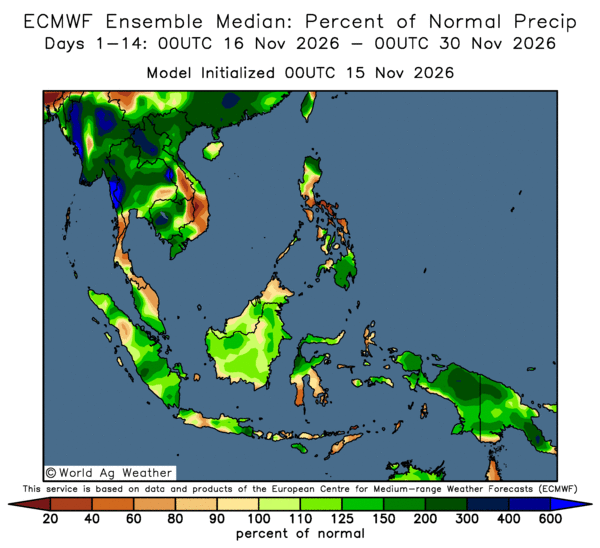 ECMWF Ensemble Median: Percent of Normal Precip
Days 1-14: 00UTC 16 Nov 2026 - 00UTC 30 Nov 2026
Model Initialized 00UTC 15 Nov 2026
© World Ag Weather
This service is based on data and products of the European Centre for Medium-range Weather Forecasts (ECMWF)
20 40 60 80 90 100 110 125 150 200 300 400 600
percent of normal